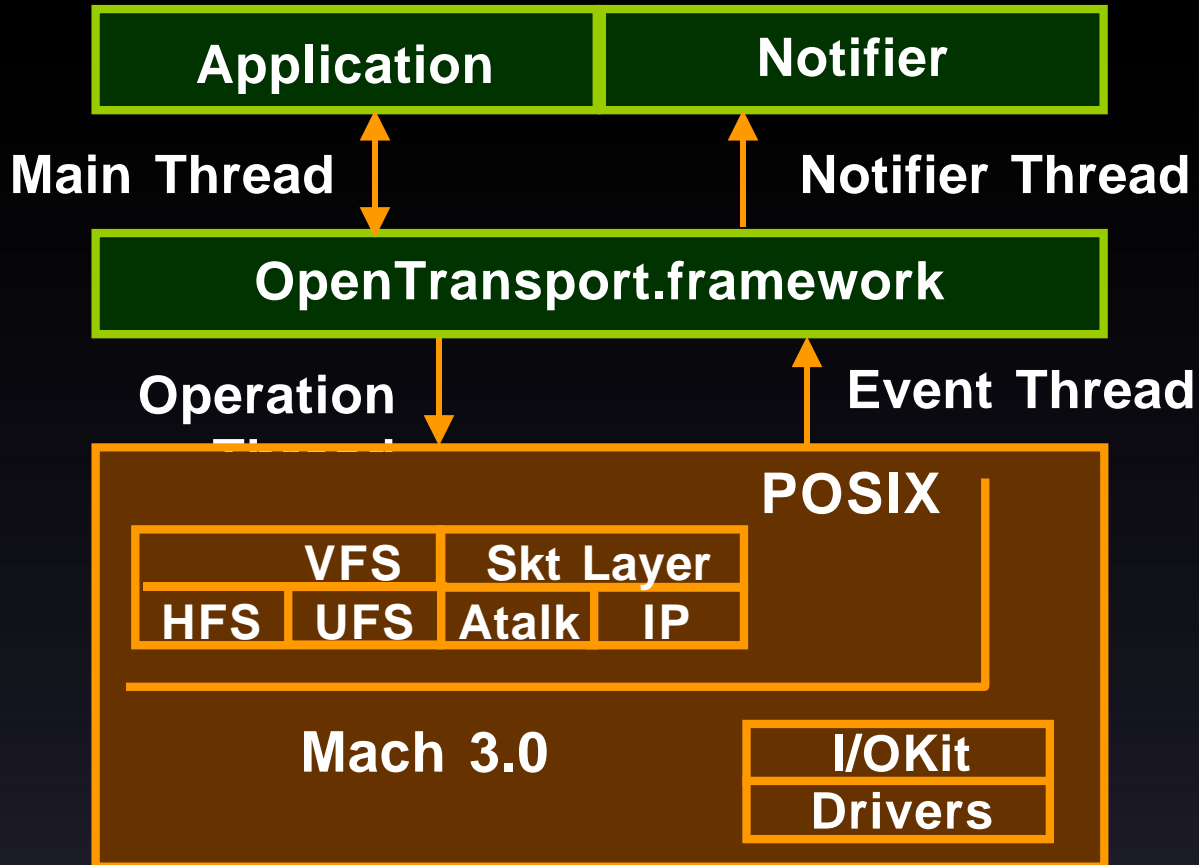 Application
Notifier
Main Thread
Notifier Thread
OpenTransport.framework
Operation
Event Thread
POSIX
VFS
Skt Layer
HFS
UFS
Atalk
IP
Mach 3.0
I/OKit
Drivers